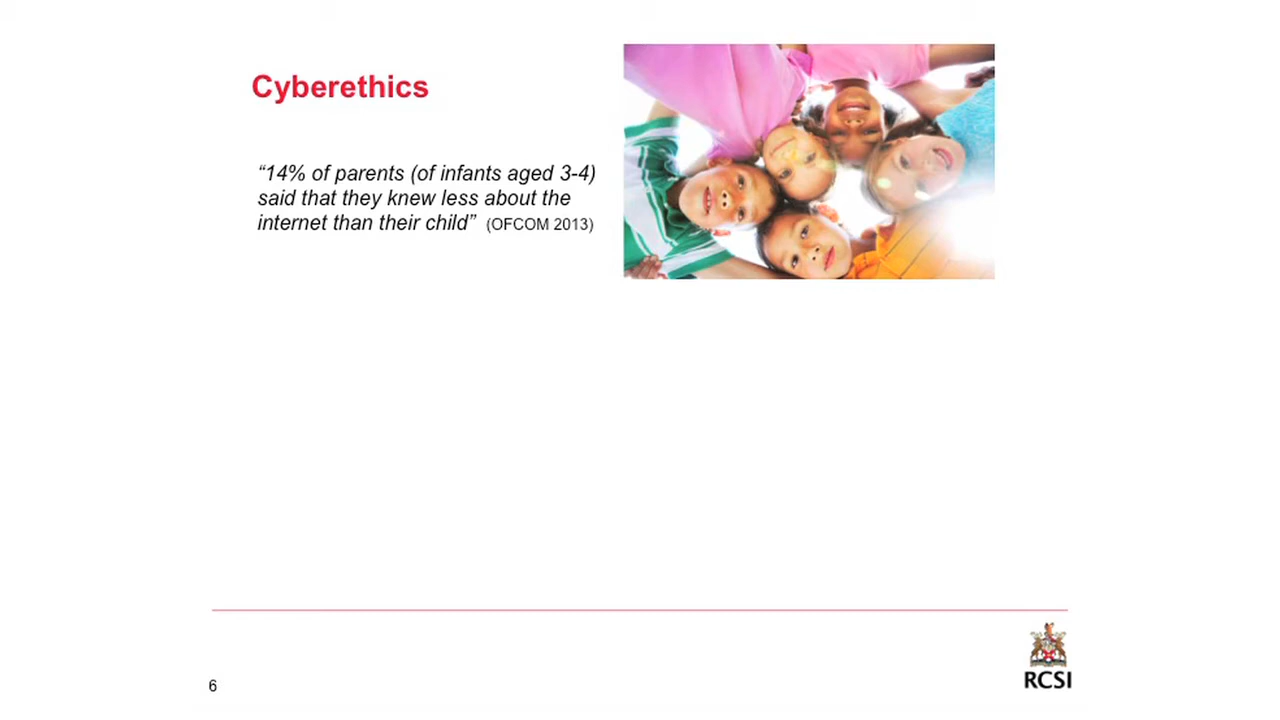 Cyberethics
“14% of parents (of infants aged 3-4)
said that they knew less about the
internet than their child” (OFCOM 2013)
6
RCSI